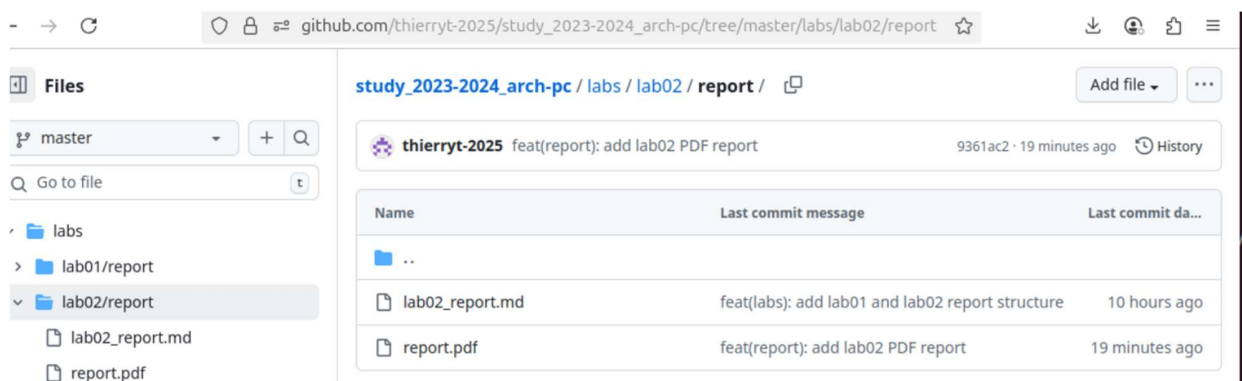 github.com/thierryt-2025/study_2023-2024_arch-pc/tree/master/labs/lab02/report
Files
master
Go to file
t
labs
lab01/report
lab02/report
lab02_report.md
report.pdf
study_2023-2024_arch-pc / labs / lab02 / report /
Add file
thierryt-2025 feat(report): add lab02 PDF report 9361ac2 · 19 minutes ago History
Name Last commit message Last commit da...
..
lab02_report.md feat(labs): add lab01 and lab02 report structure 10 hours ago
report.pdf feat(report): add lab02 PDF report 19 minutes ago